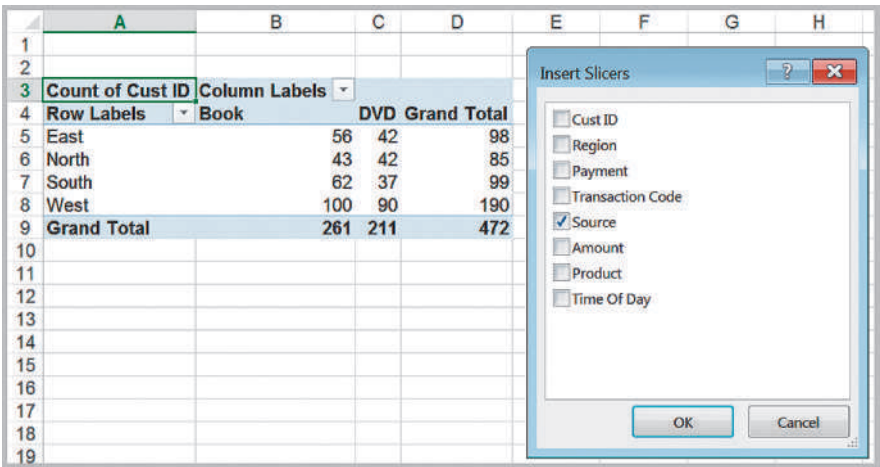 A B C D E F G H
1
2
3 Count of Cust ID Column Labels
4 Row Labels Book DVD Grand Total
5 East 56 42 98
6 North 43 42 85
7 South 62 37 99
8 West 100 90 190
9 Grand Total 261 211 472
10
11
12
13
14
15
16
17
18
19
Insert Slicers ?
Cust ID
Region
Payment
Transaction Code
Source
Amount
Product
Time Of Day
OK Cancel